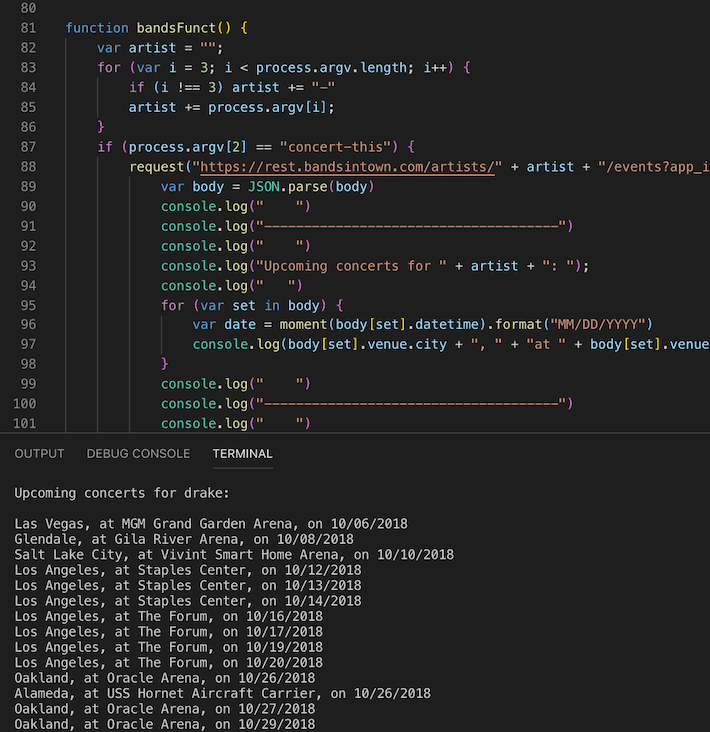 80
81 function bandsFunct() {
82 var artist = "";
83 for (var i = 3; i < process.argv.length; i++) {
84 if (i !== 3) artist += "-"
85 artist += process.argv[i];
86 }
87 if (process.argv[2] == "concert-this") {
88 request("https://rest.bandsintown.com/artists/" + artist + "/events?app_i
89 var body = JSON.parse(body)
90 console.log("    ")
91 console.log("-------------------------------------")
92 console.log("    ")
93 console.log("Upcoming concerts for " + artist + ": ");
94 console.log("   ")
95 for (var set in body) {
96 var date = moment(body[set].datetime).format("MM/DD/YYYY")
97 console.log(body[set].venue.city + ", " + "at " + body[set].venue
98 }
99 console.log("    ")
100 console.log("-------------------------------------")
101 console.log("    ")
OUTPUT DEBUG CONSOLE TERMINAL
Upcoming concerts for drake:
Las Vegas, at MGM Grand Garden Arena, on 10/06/2018
Glendale, at Gila River Arena, on 10/08/2018
Salt Lake City, at Vivint Smart Home Arena, on 10/10/2018
Los Angeles, at Staples Center, on 10/12/2018
Los Angeles, at Staples Center, on 10/13/2018
Los Angeles, at Staples Center, on 10/14/2018
Los Angeles, at The Forum, on 10/16/2018
Los Angeles, at The Forum, on 10/17/2018
Los Angeles, at The Forum, on 10/19/2018
Los Angeles, at The Forum, on 10/20/2018
Oakland, at Oracle Arena, on 10/26/2018
Alameda, at USS Hornet Aircraft Carrier, on 10/26/2018
Oakland, at Oracle Arena, on 10/27/2018
Oakland, at Oracle Arena, on 10/29/2018